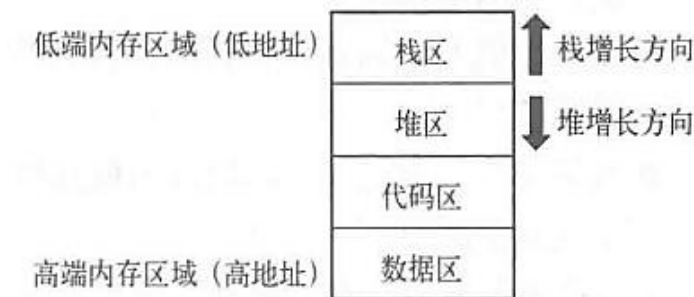 低端内存区域（低地址） 栈区 栈增长方向
堆区 堆增长方向
代码区
高端内存区域（高地址） 数据区